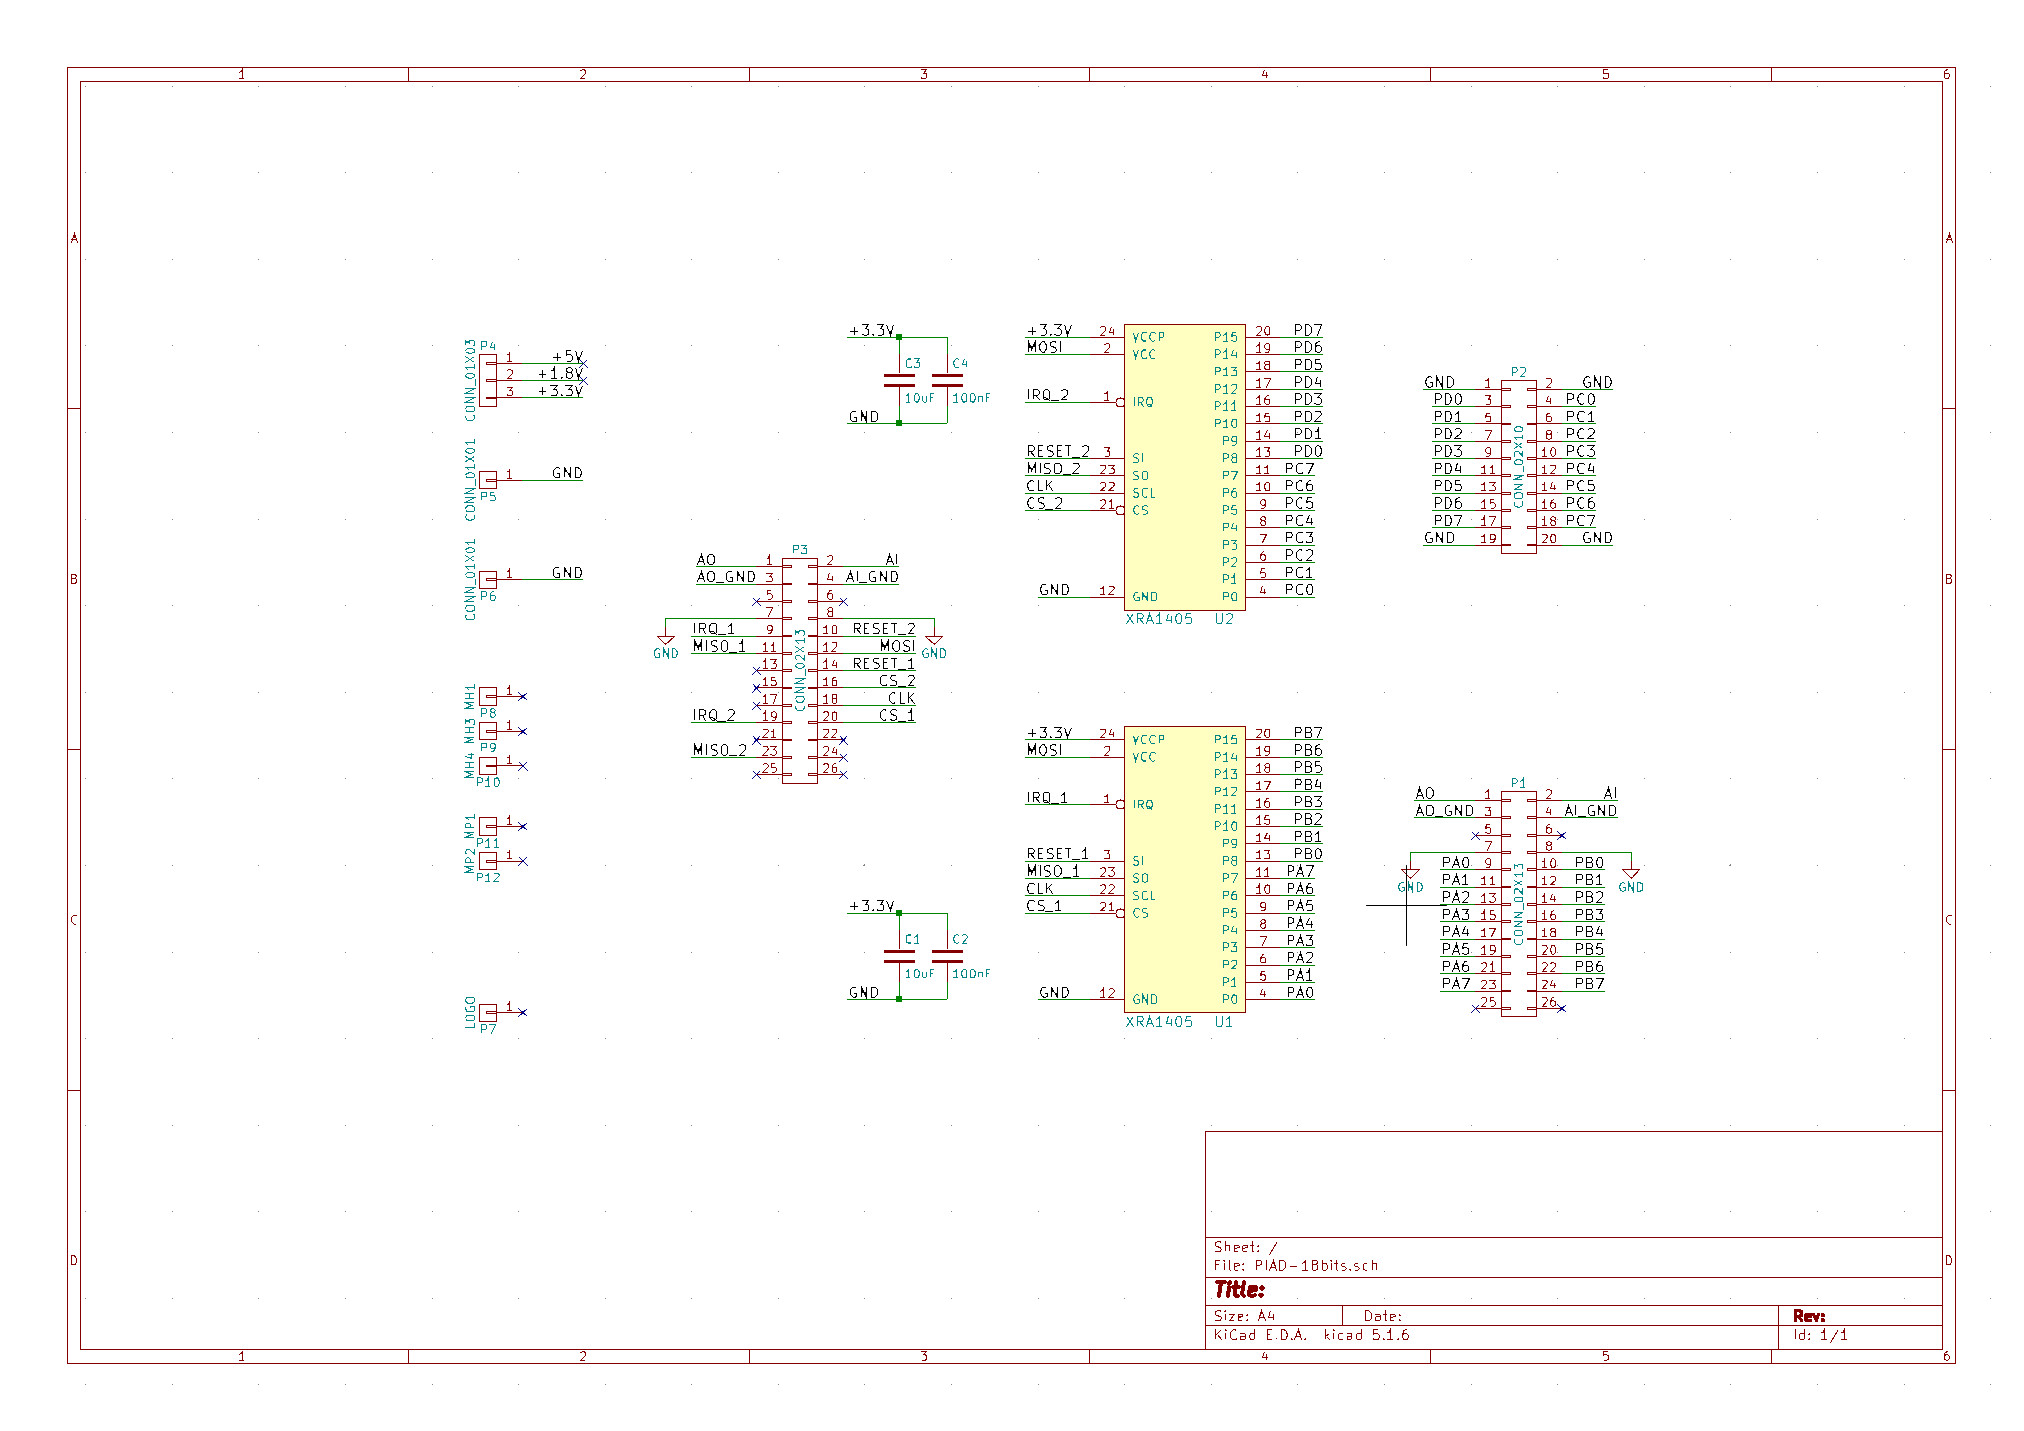 1 2 3 4 5 6
A A
B B
C C
D D
P4
CONN_01X03
1 +5V
2 +1.8V
3 +3.3V
CONN_01X01
1 GND
P5
CONN_01X01
1 GND
P6
MH1 1
P8
MH3 1
P9
MH4 1
P10
MP1 1
P11
MP2 1
P12
LOGO 1
P7
P3
CONN_02X13
AO 1 2 AI
AO_GND 3 4 AI_GND
5 6
7 8
GND GND
IRQ_1 9 10 RESET_2
MISO_1 11 12 MOSI
13 14 RESET_1
15 16 CS_2
17 18 CLK
IRQ_2 19 20 CS_1
21 22
MISO_2 23 24
25 26
+3.3V
C3 C4
10uF 100nF
GND
+3.3V
C1 C2
10uF 100nF
GND
+3.3V 24 VCCP P15 20 PD7
MOSI 2 VCC P14 19 PD6
P13 18 PD5
P12 17 PD4
IRQ_2 1 IRQ P11 16 PD3
P10 15 PD2
P9 14 PD1
RESET_2 3 SI P8 13 PD0
MISO_2 23 SO P7 11 PC7
CLK 22 SCL P6 10 PC6
CS_2 21 CS P5 9 PC5
P4 8 PC4
P3 7 PC3
P2 6 PC2
P1 5 PC1
GND 12 GND P0 4 PC0
XRA1405 U2
+3.3V 24 VCCP P15 20 PB7
MOSI 2 VCC P14 19 PB6
P13 18 PB5
P12 17 PB4
IRQ_1 1 IRQ P11 16 PB3
P10 15 PB2
P9 14 PB1
RESET_1 3 SI P8 13 PB0
MISO_1 23 SO P7 11 PA7
CLK 22 SCL P6 10 PA6
CS_1 21 CS P5 9 PA5
P4 8 PA4
P3 7 PA3
P2 6 PA2
P1 5 PA1
GND 12 GND P0 4 PA0
XRA1405 U1
P2
CONN_02X10
GND 1 2 GND
PD0 3 4 PC0
PD1 5 6 PC1
PD2 7 8 PC2
PD3 9 10 PC3
PD4 11 12 PC4
PD5 13 14 PC5
PD6 15 16 PC6
PD7 17 18 PC7
GND 19 20 GND
P1
CONN_02X13
AO 1 2 AI
AO_GND 3 4 AI_GND
5 6
7 8
GND GND
PA0 9 10 PB0
PA1 11 12 PB1
PA2 13 14 PB2
PA3 15 16 PB3
PA4 17 18 PB4
PA5 19 20 PB5
PA6 21 22 PB6
PA7 23 24 PB7
25 26
Sheet: /
File: PIAD-18bits.sch
Title:
Size: A4 Date: Rev:
KiCad E.D.A. kicad 5.1.6 Id: 1/1
1 2 3 4 5 6